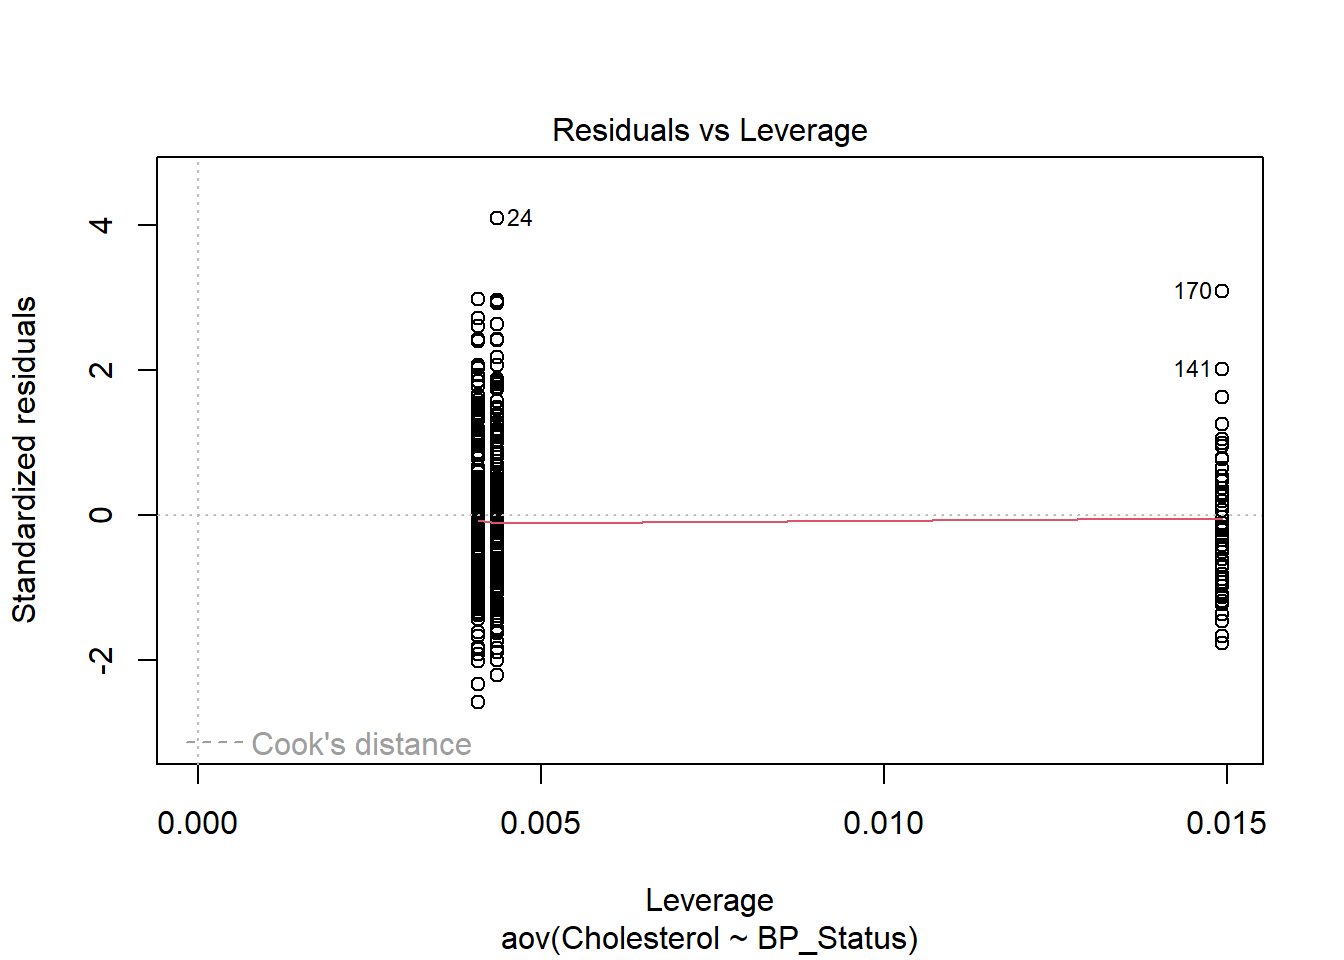 Residuals vs Leverage
Standardized residuals
4
2
0
-2
24
170
141
Cook's distance
0.000
0.005
0.010
0.015
Leverage
aov(Cholesterol ~ BP_Status)